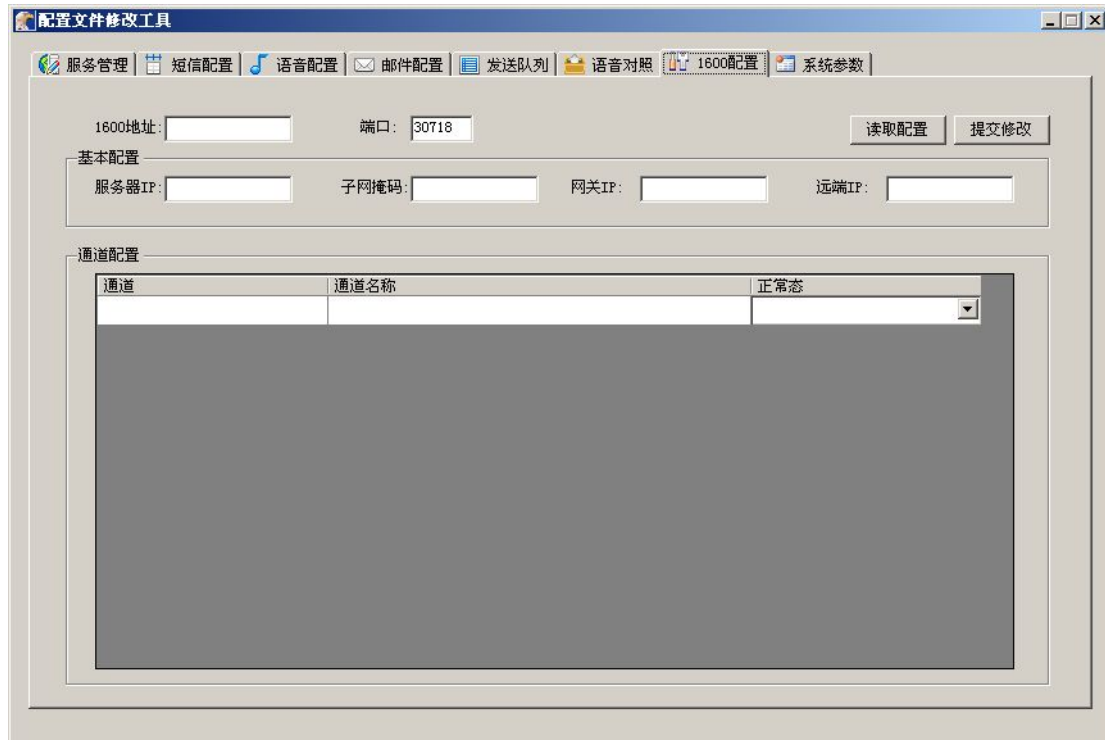 配置文件修改工具
服务管理 短信配置 语音配置 邮件配置 发送队列 语音对照 1600配置 系统参数
1600地址: 端口: 30718 读取配置 提交修改
基本配置
服务器IP: 子网掩码: 网关IP: 远端IP:
通道配置
通道 通道名称 正常态